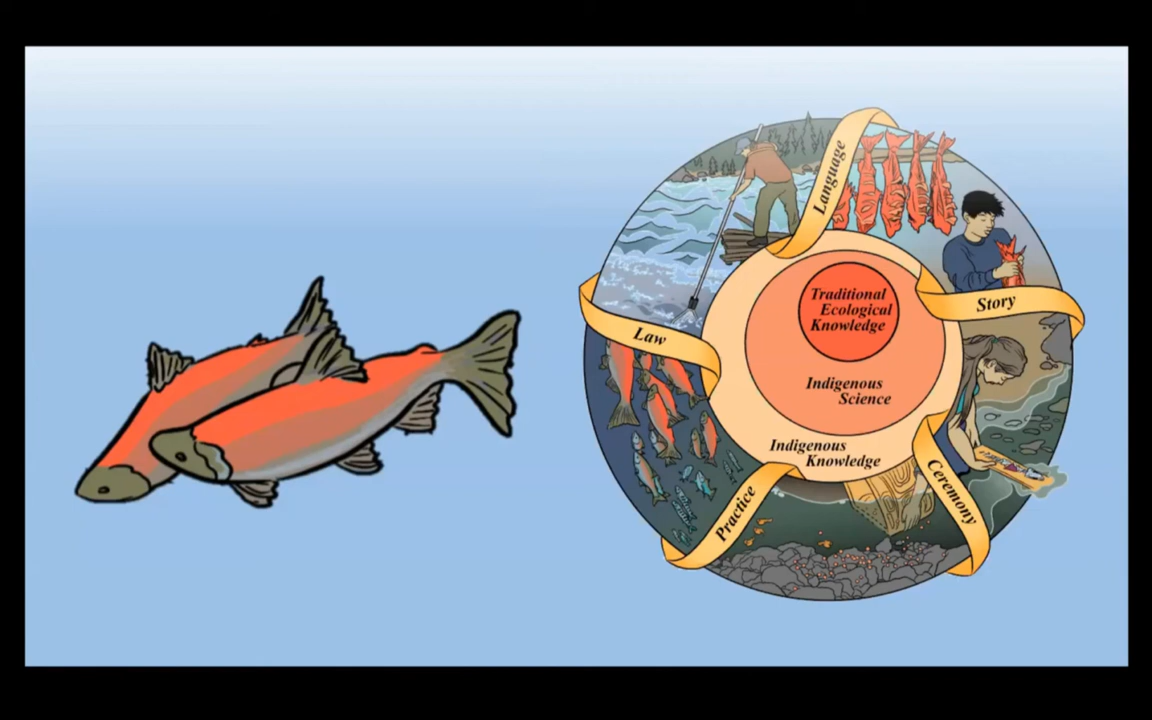 Language
Traditional
Ecological
Knowledge
Story
Law
Indigenous
Science
Indigenous
Knowledge
Practice
Ceremony